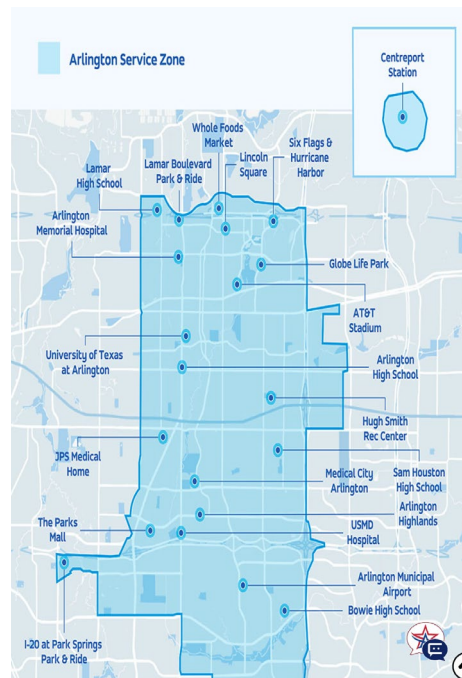 Arlington Service Zone
Centreport
Station
Whole Foods
Market
Six Flags &
Hurricane
Harbor
Lamar Boulevard
Park & Ride
Lincoln
Square
Lamar
High School
Arlington
Memorial Hospital
Globe Life Park
AT&T
Stadium
University of Texas
at Arlington
Arlington
High School
Hugh Smith
Rec Center
JPS Medical
Home
Medical City
Arlington
Sam Houston
High School
Arlington
Highlands
The Parks
Mall
USMD
Hospital
Arlington Municipal
Airport
Bowie High School
I-20 at Park Springs
Park & Ride